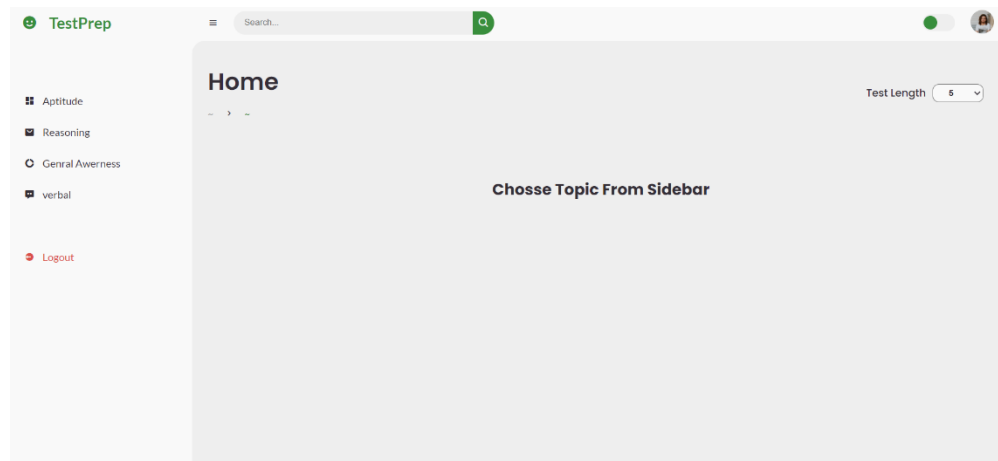 TestPrep
Search...
Home
Test Length 5
Aptitude
Reasoning
Genral Awerness
verbal
Chosse Topic From Sidebar
Logout